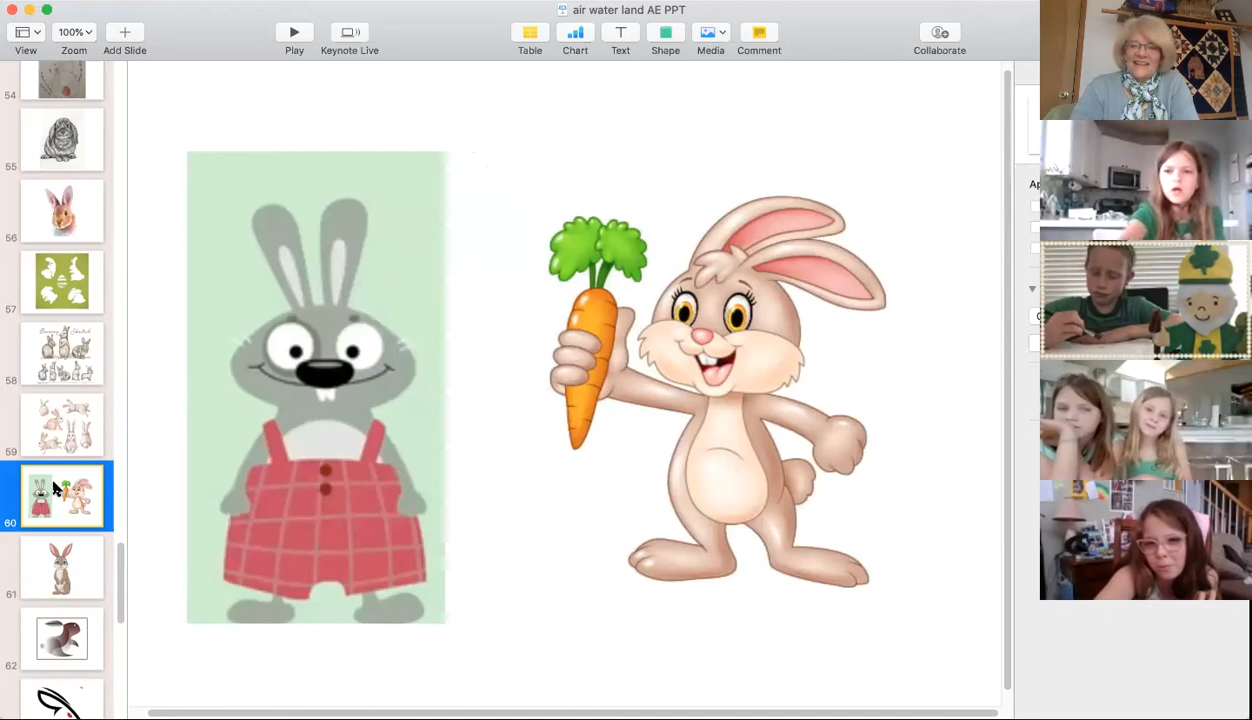 air water land AE PPT
100%
View
Zoom
Add Slide
Play
Keynote Live
Table
Chart
Text
Shape
Media
Comment
Collaborate
54
55
56
57
58
59
60
61
62
Ap